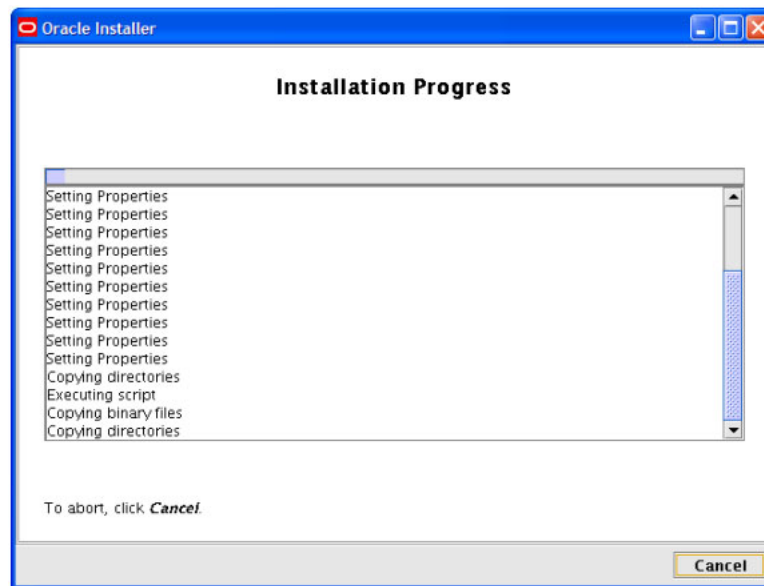 Oracle Installer
Installation Progress
Setting Properties
Setting Properties
Setting Properties
Setting Properties
Setting Properties
Setting Properties
Setting Properties
Setting Properties
Setting Properties
Setting Properties
Copying directories
Executing script
Copying binary files
Copying directories
To abort, click Cancel.
Cancel